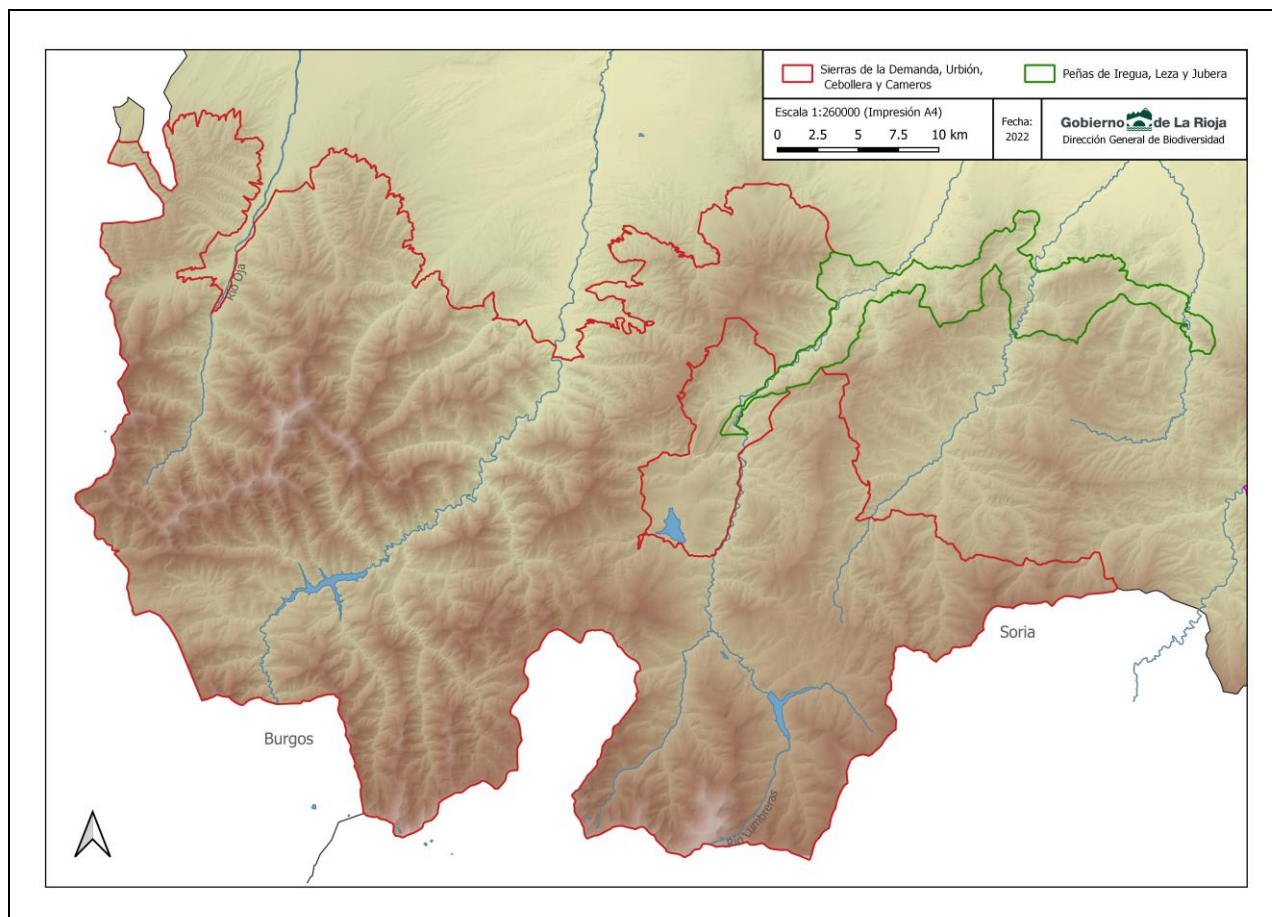 Sierras de la Demanda, Urbión,
Cebollera y Cameros
Peñas de Iregua, Leza y Jubera
Escala 1:260000 (Impresión A4)
0 2.5 5 7.5 10 km
Fecha:
2022
Gobierno de La Rioja
Dirección General de Biodiversidad
Río Oja
Soria
Burgos
Río Lumbreras